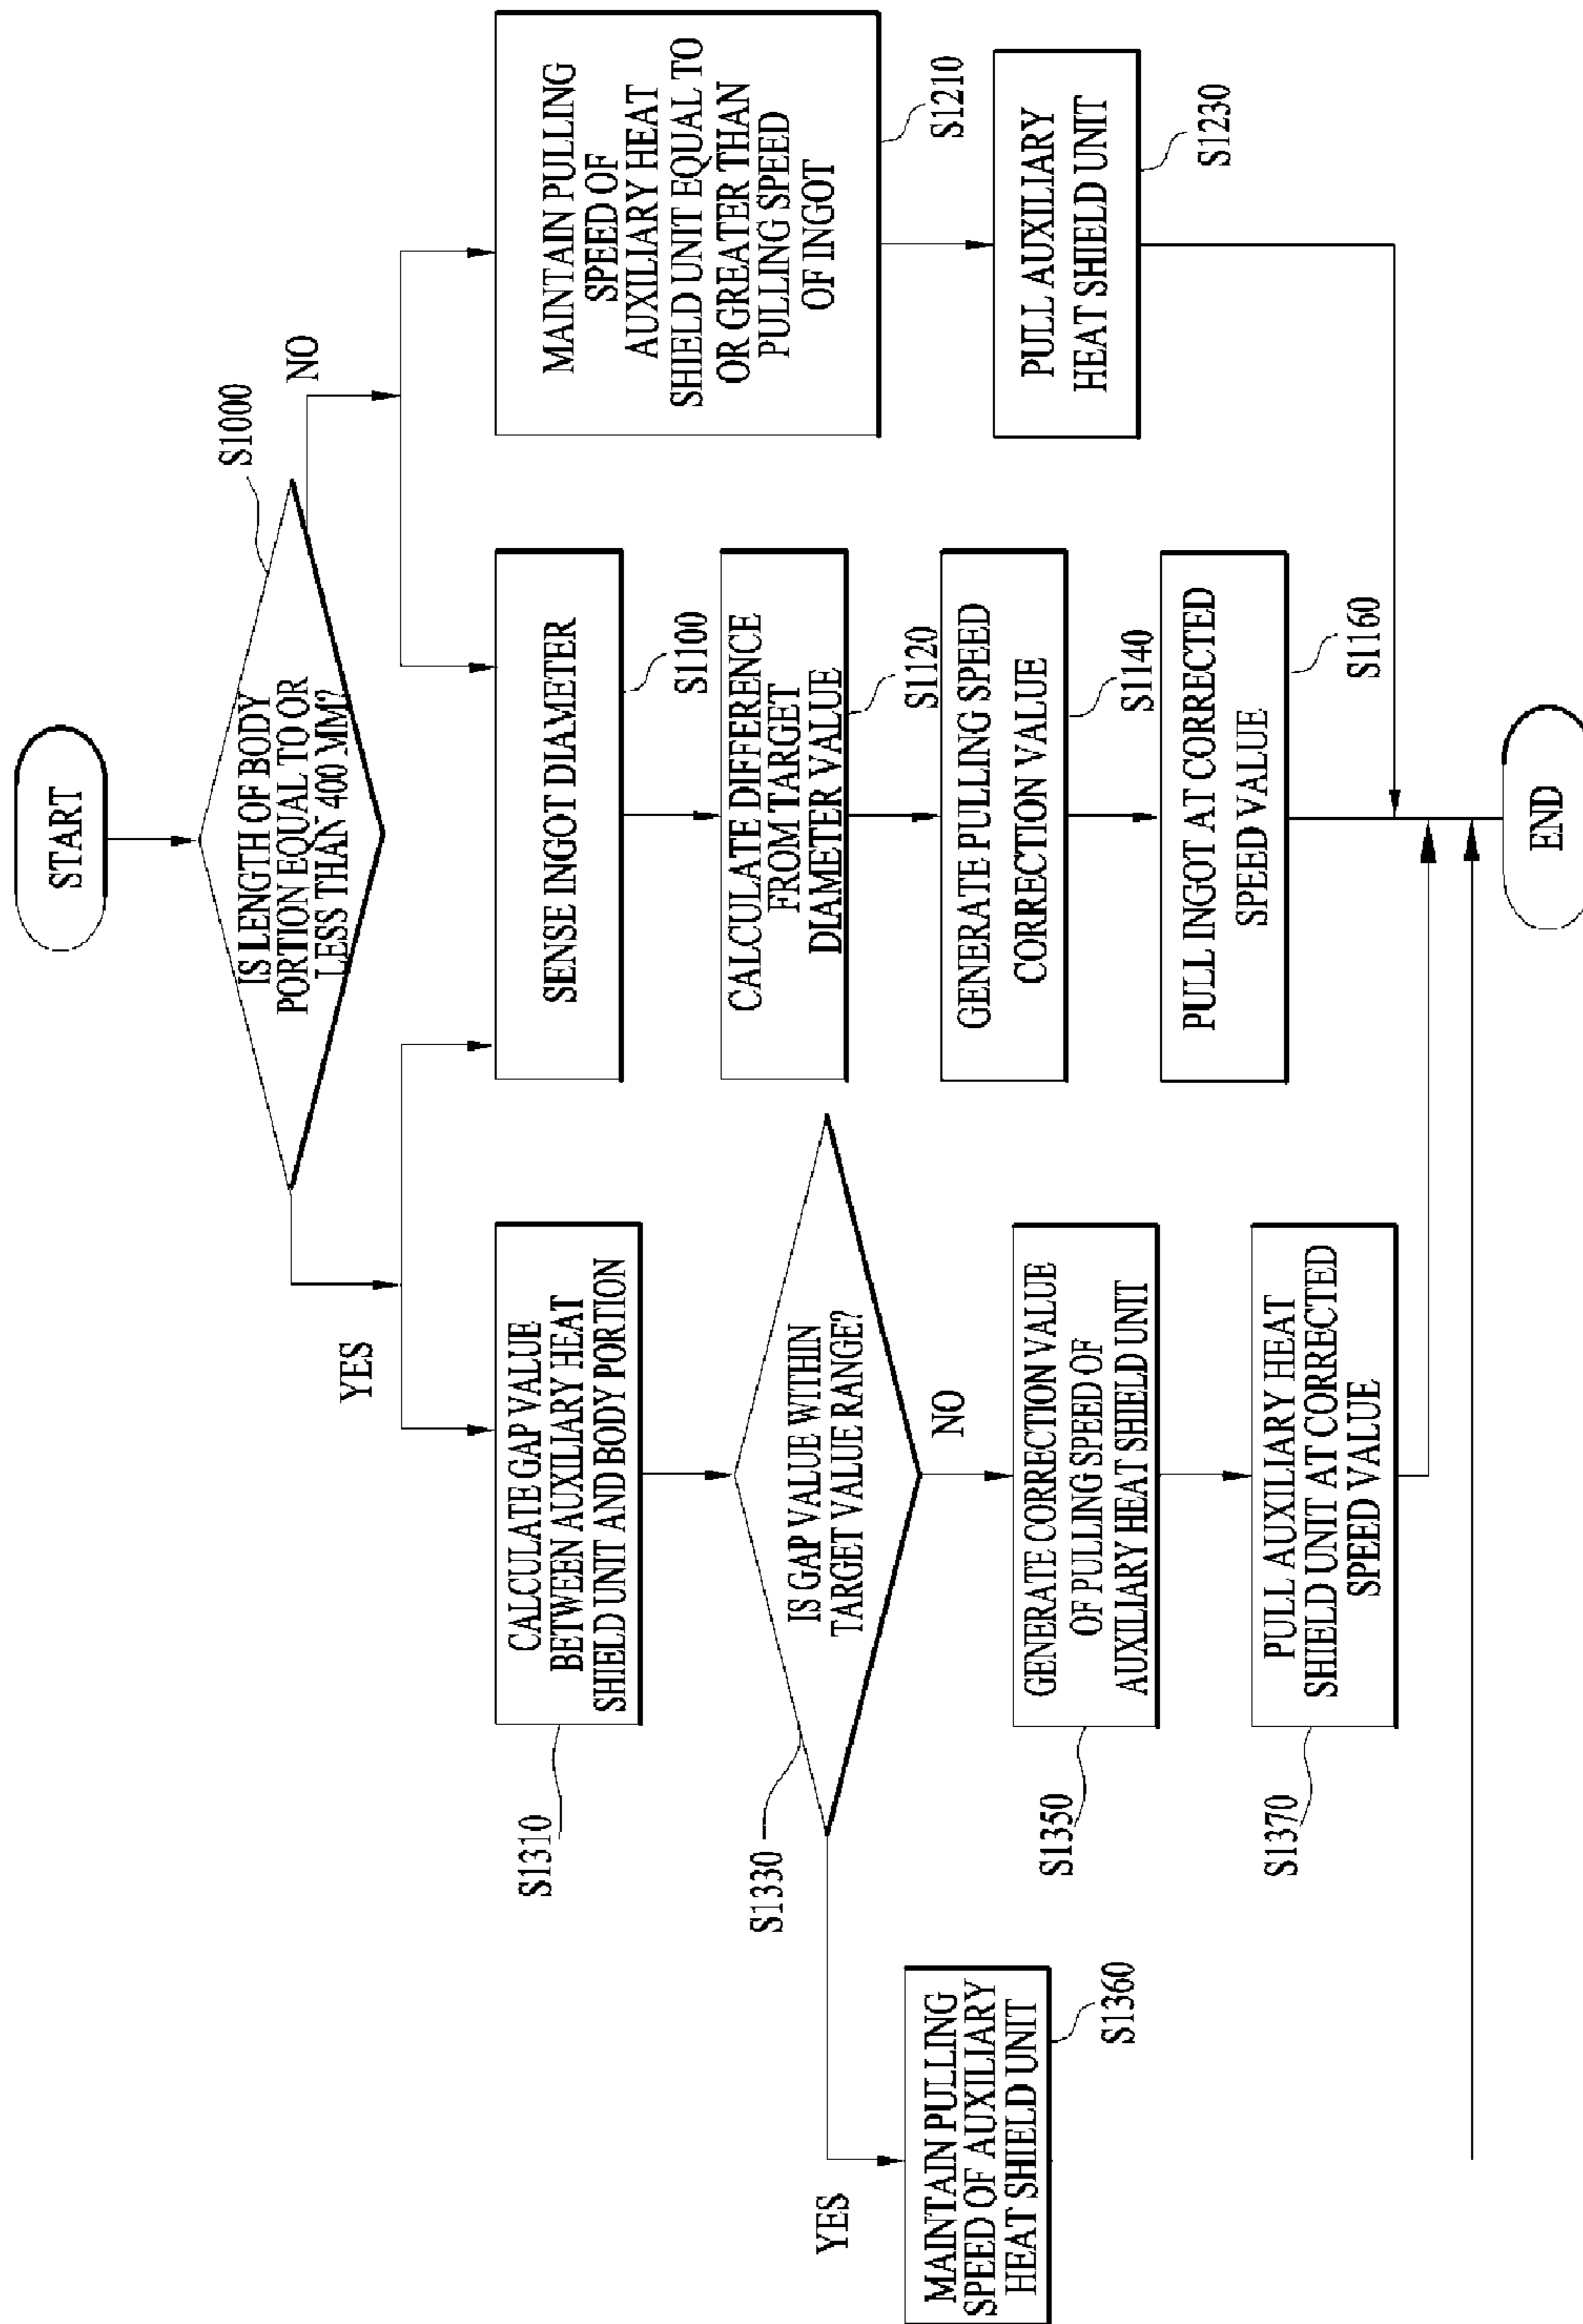 START
S1000
IS LENGTH OF BODY
PORTION EQUAL TO OR
LESS THAN 400 MM?
YES
NO
CALCULATE GAP VALUE
BETWEEN AUXILIARY HEAT
SHIELD UNIT AND BODY PORTION
S1310
SENSE INGOT DIAMETER
S1100
MAINTAIN PULLING
SPEED OF
AUXILIARY HEAT
SHIELD UNIT EQUAL TO
OR GREATER THAN
PULLING SPEED
OF INGOT
S1210
S1330
IS GAP VALUE WITHIN
TARGET VALUE RANGE?
YES
NO
CALCULATE DIFFERENCE
FROM TARGET
DIAMETER VALUE
S1120
MAINTAIN PULLING
SPEED OF AUXILIARY
HEAT SHIELD UNIT
S1360
GENERATE CORRECTION VALUE
OF PULLING SPEED OF
AUXILIARY HEAT SHIELD UNIT
S1350
GENERATE PULLING SPEED
CORRECTION VALUE
S1140
PULL AUXILIARY
HEAT SHIELD UNIT
S1230
PULL AUXILIARY HEAT
SHIELD UNIT AT CORRECTED
SPEED VALUE
S1370
PULL INGOT AT CORRECTED
SPEED VALUE
S1160
END